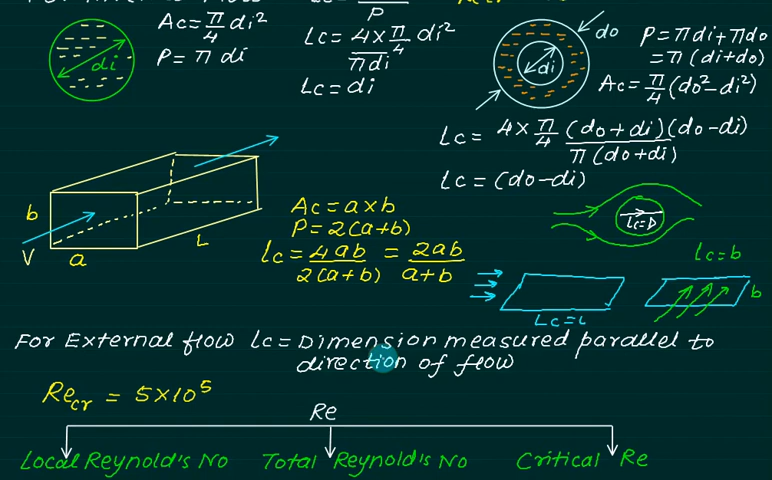 Ac = π/4 di²
P = π di
P
Lc = 4 × π/4 di² / π di
Lc = di
di
do
di
P = π di + π do
= π (di + do)
Ac = π/4 (do² – di²)
Lc = 4 × π/4 (do + di)(do – di) / π (do + di)
Lc = (do – di)
b
V
a
L
Ac = a × b
P = 2(a + b)
Lc = 4ab / 2(a + b) = 2ab / a + b
Lc = D
Lc = L
Lc = b
b
For External flow Lc = Dimension measured parallel to
direction of flow
Re_cr = 5 × 10⁵
Re
Local Reynold's No
Total Reynold's No
Critical Re